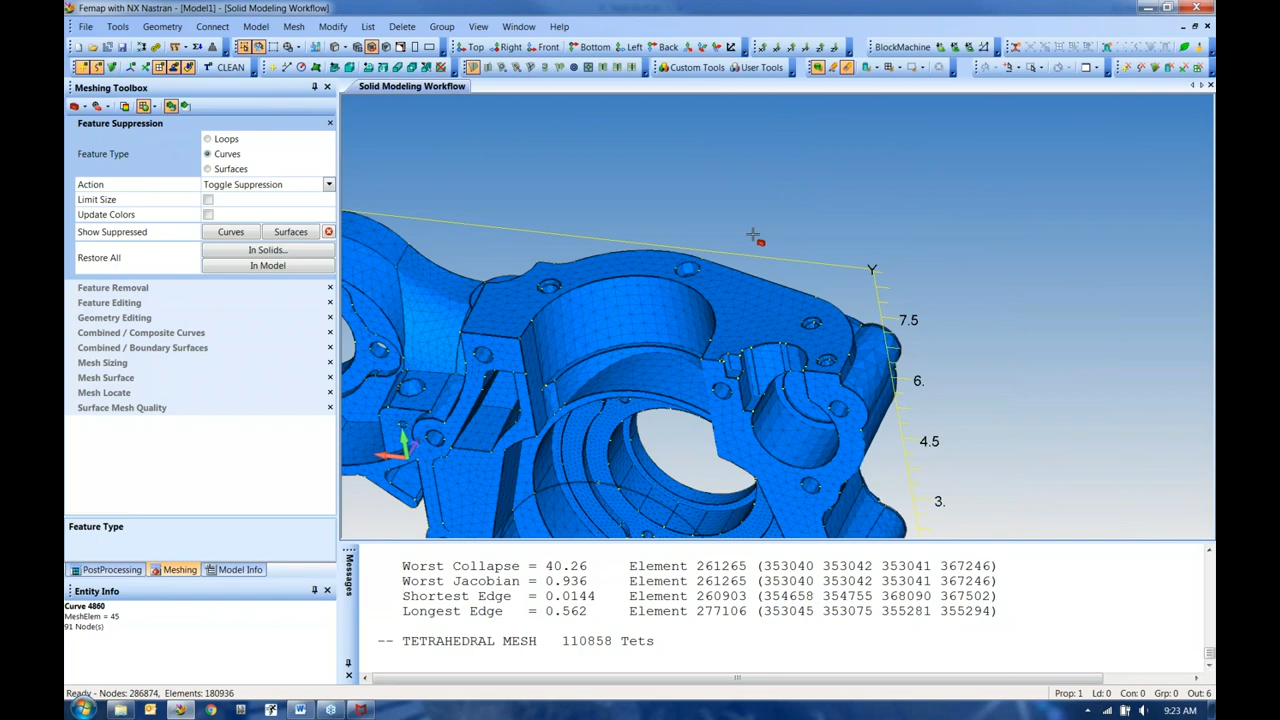 Femap with NX Nastran - [Model1] - [Solid Modeling Workflow]
File Tools Geometry Connect Model Mesh Modify List Delete Group View Window Help
Top Right Front Bottom Left Back BlockMachine
CLEAN Custom Tools User Tools
Meshing Toolbox
Solid Modeling Workflow
Feature Suppression
Feature Type
Loops
Curves
Surfaces
Action Toggle Suppression
Limit Size
Update Colors
Show Suppressed Curves Surfaces
Restore All
In Solids...
In Model
Feature Removal
Feature Editing
Geometry Editing
Combined / Composite Curves
Combined / Boundary Surfaces
Mesh Sizing
Mesh Surface
Mesh Locate
Surface Mesh Quality
Y
7.5
6.
4.5
3.
Feature Type
PostProcessing Meshing Model Info
Entity Info
Curve 4860
MeshElem = 45
91 Node(s)
Messages
Worst Collapse = 40.26 Element 261265 (353040 353042 353041 367246)
Worst Jacobian = 0.936 Element 261265 (353040 353042 353041 367246)
Shortest Edge = 0.0144 Element 260903 (354658 354755 368090 367502)
Longest Edge = 0.562 Element 277106 (353045 353075 355281 355294)
-- TETRAHEDRAL MESH 110858 Tets
Ready - Nodes: 286874, Elements: 180936
Prop: 1 Ld: 0 Con: 0 Grp: 0 Out: 6
9:23 AM